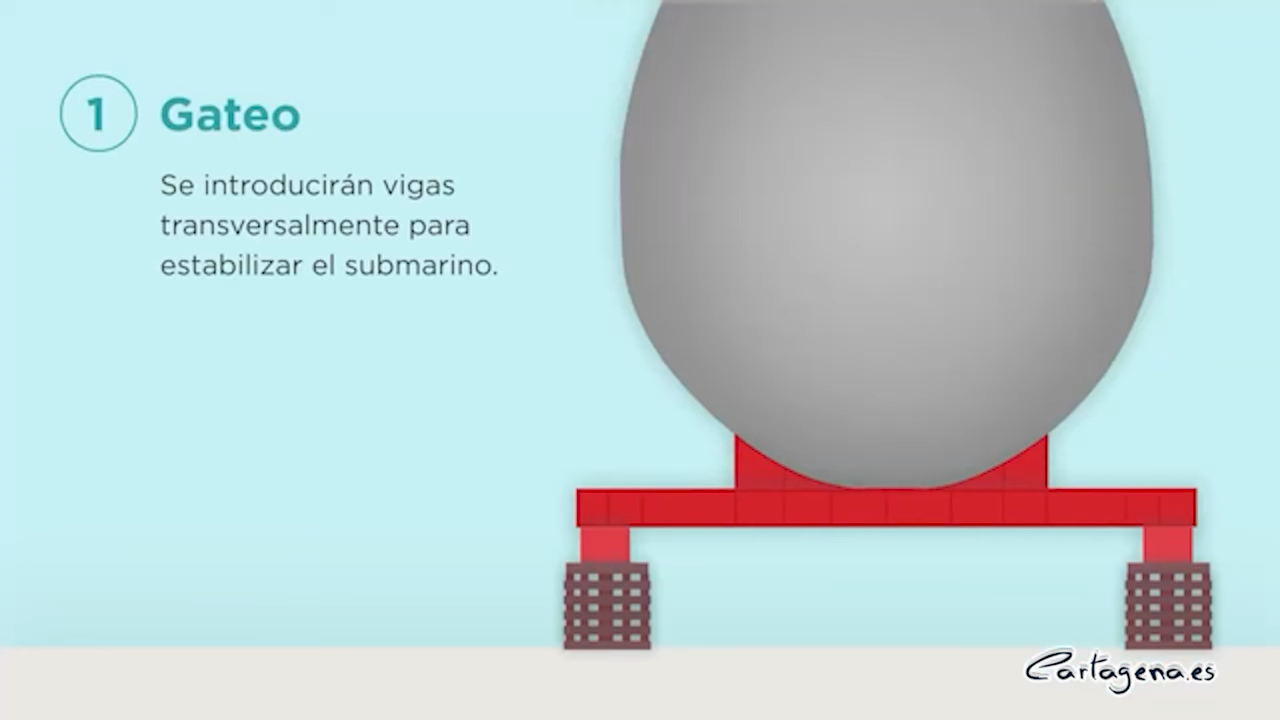 1 Gateo
Se introducirán vigas
transversalmente para
estabilizar el submarino.
Cartagena.es